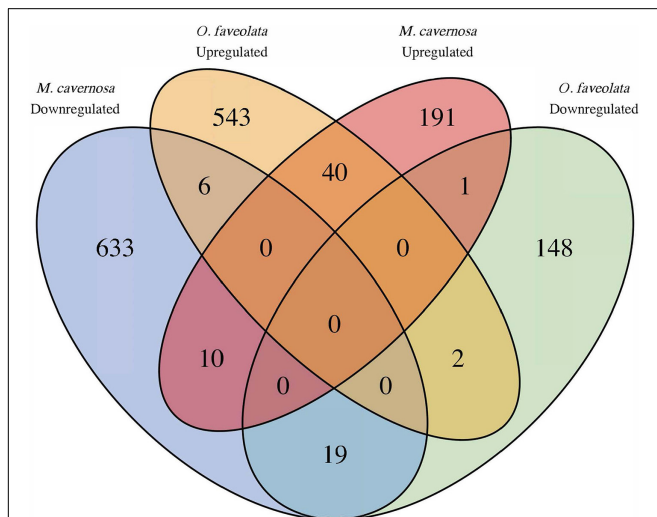 O. faveolata
Upregulated
M. cavernosa
Upregulated
M. cavernosa
Downregulated
O. faveolata
Downregulated
543
191
6
40
1
633
0
0
148
0
10
0
0
2
19